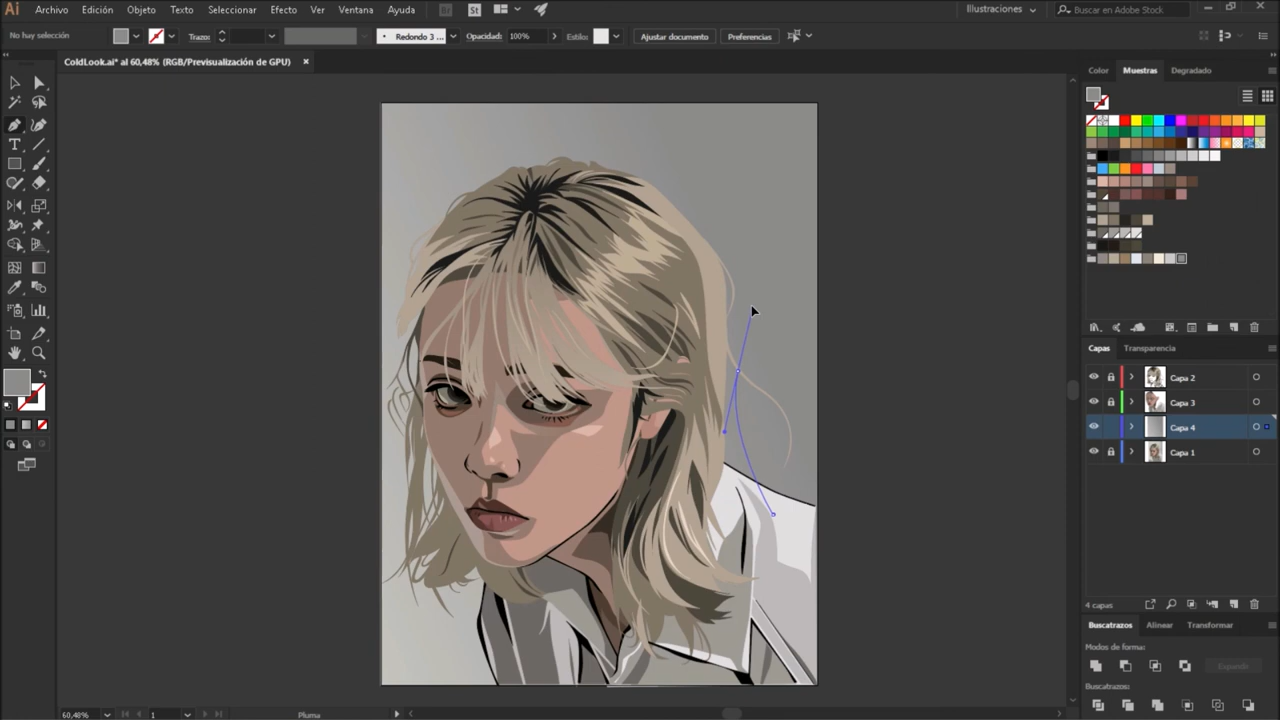 Ai Archivo Edición Objeto Texto Seleccionar Efecto Ver Ventana Ayuda Br St Illustraciones Buscar en Adobe Stock
No hay selección Trazo: Redondo 3 ... Opacidad: 100% Estilo: Ajustar documento Preferencias
ColdLook.ai* al 60,48% (RGB/Previsualización de GPU) ×
Color Muestras Degradado
Capas Transparencia
Capa 2
Capa 3
Capa 4
Capa 1
4 capas
Buscatrazos Alinear Transformar
Modos de forma:
Expandir
Buscatrazos:
60,48% 1 Pluma